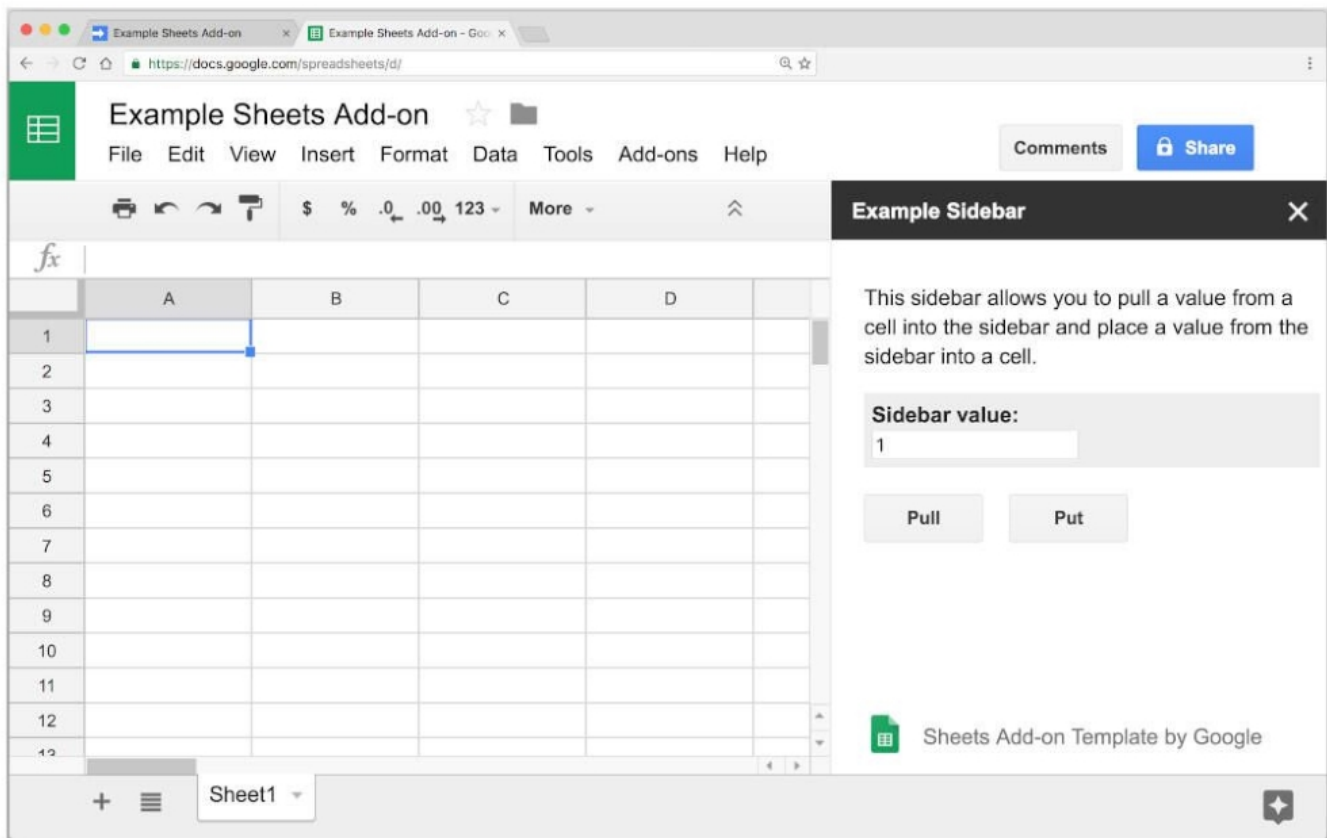 Example Sheets Add-on
Example Sheets Add-on - Goo
https://docs.google.com/spreadsheets/d/
Example Sheets Add-on
File Edit View Insert Format Data Tools Add-ons Help
Comments
Share
$ % .0 .00 123 More
Example Sidebar
fx
A B C D
1
2
3
4
5
6
7
8
9
10
11
12
13
This sidebar allows you to pull a value from a
cell into the sidebar and place a value from the
sidebar into a cell.
Sidebar value:
1
Pull Put
Sheets Add-on Template by Google
Sheet1